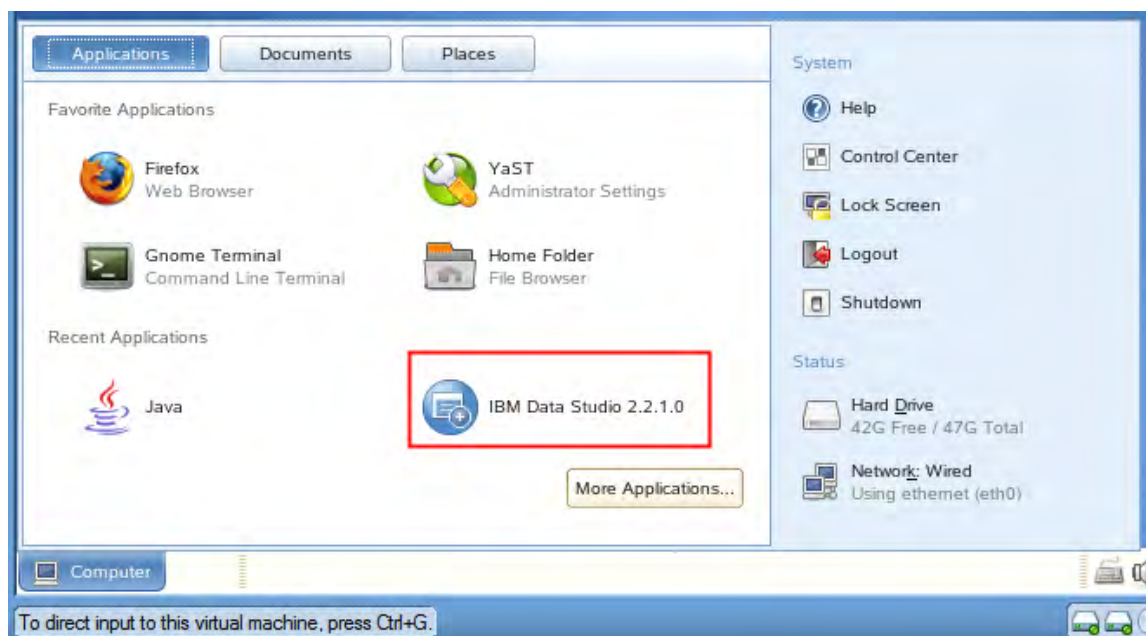 Applications
Documents
Places
Favorite Applications
Firefox
Web Browser
YaST
Administrator Settings
Gnome Terminal
Command Line Terminal
Home Folder
File Browser
Recent Applications
Java
IBM Data Studio 2.2.1.0
More Applications...
System
Help
Control Center
Lock Screen
Logout
Shutdown
Status
Hard Drive
42G Free / 47G Total
Network: Wired
Using ethernet (eth0)
Computer
To direct input to this virtual machine, press Ctrl+G.